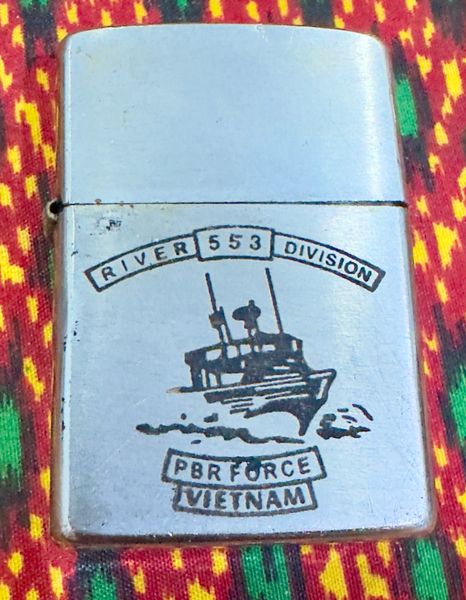 RIVER 553 DIVISION
PBR FORCE
VIETNAM